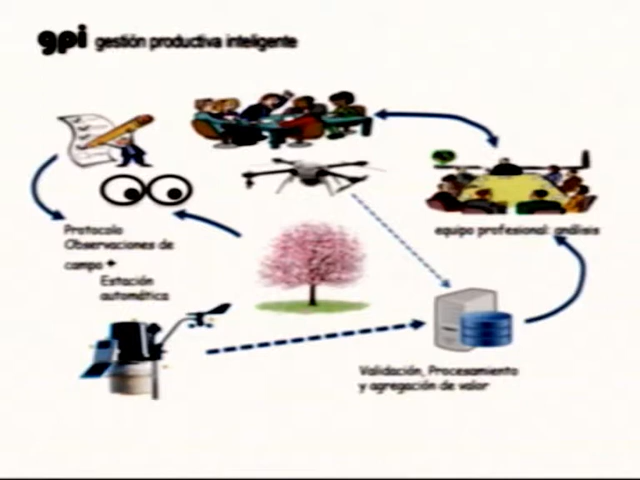 gpi gestión productiva inteligente
equipo profesional: análisis
Protocolo
Observaciones de
campo +
Estación
automática
Validación, Procesamiento
y agregación de valor